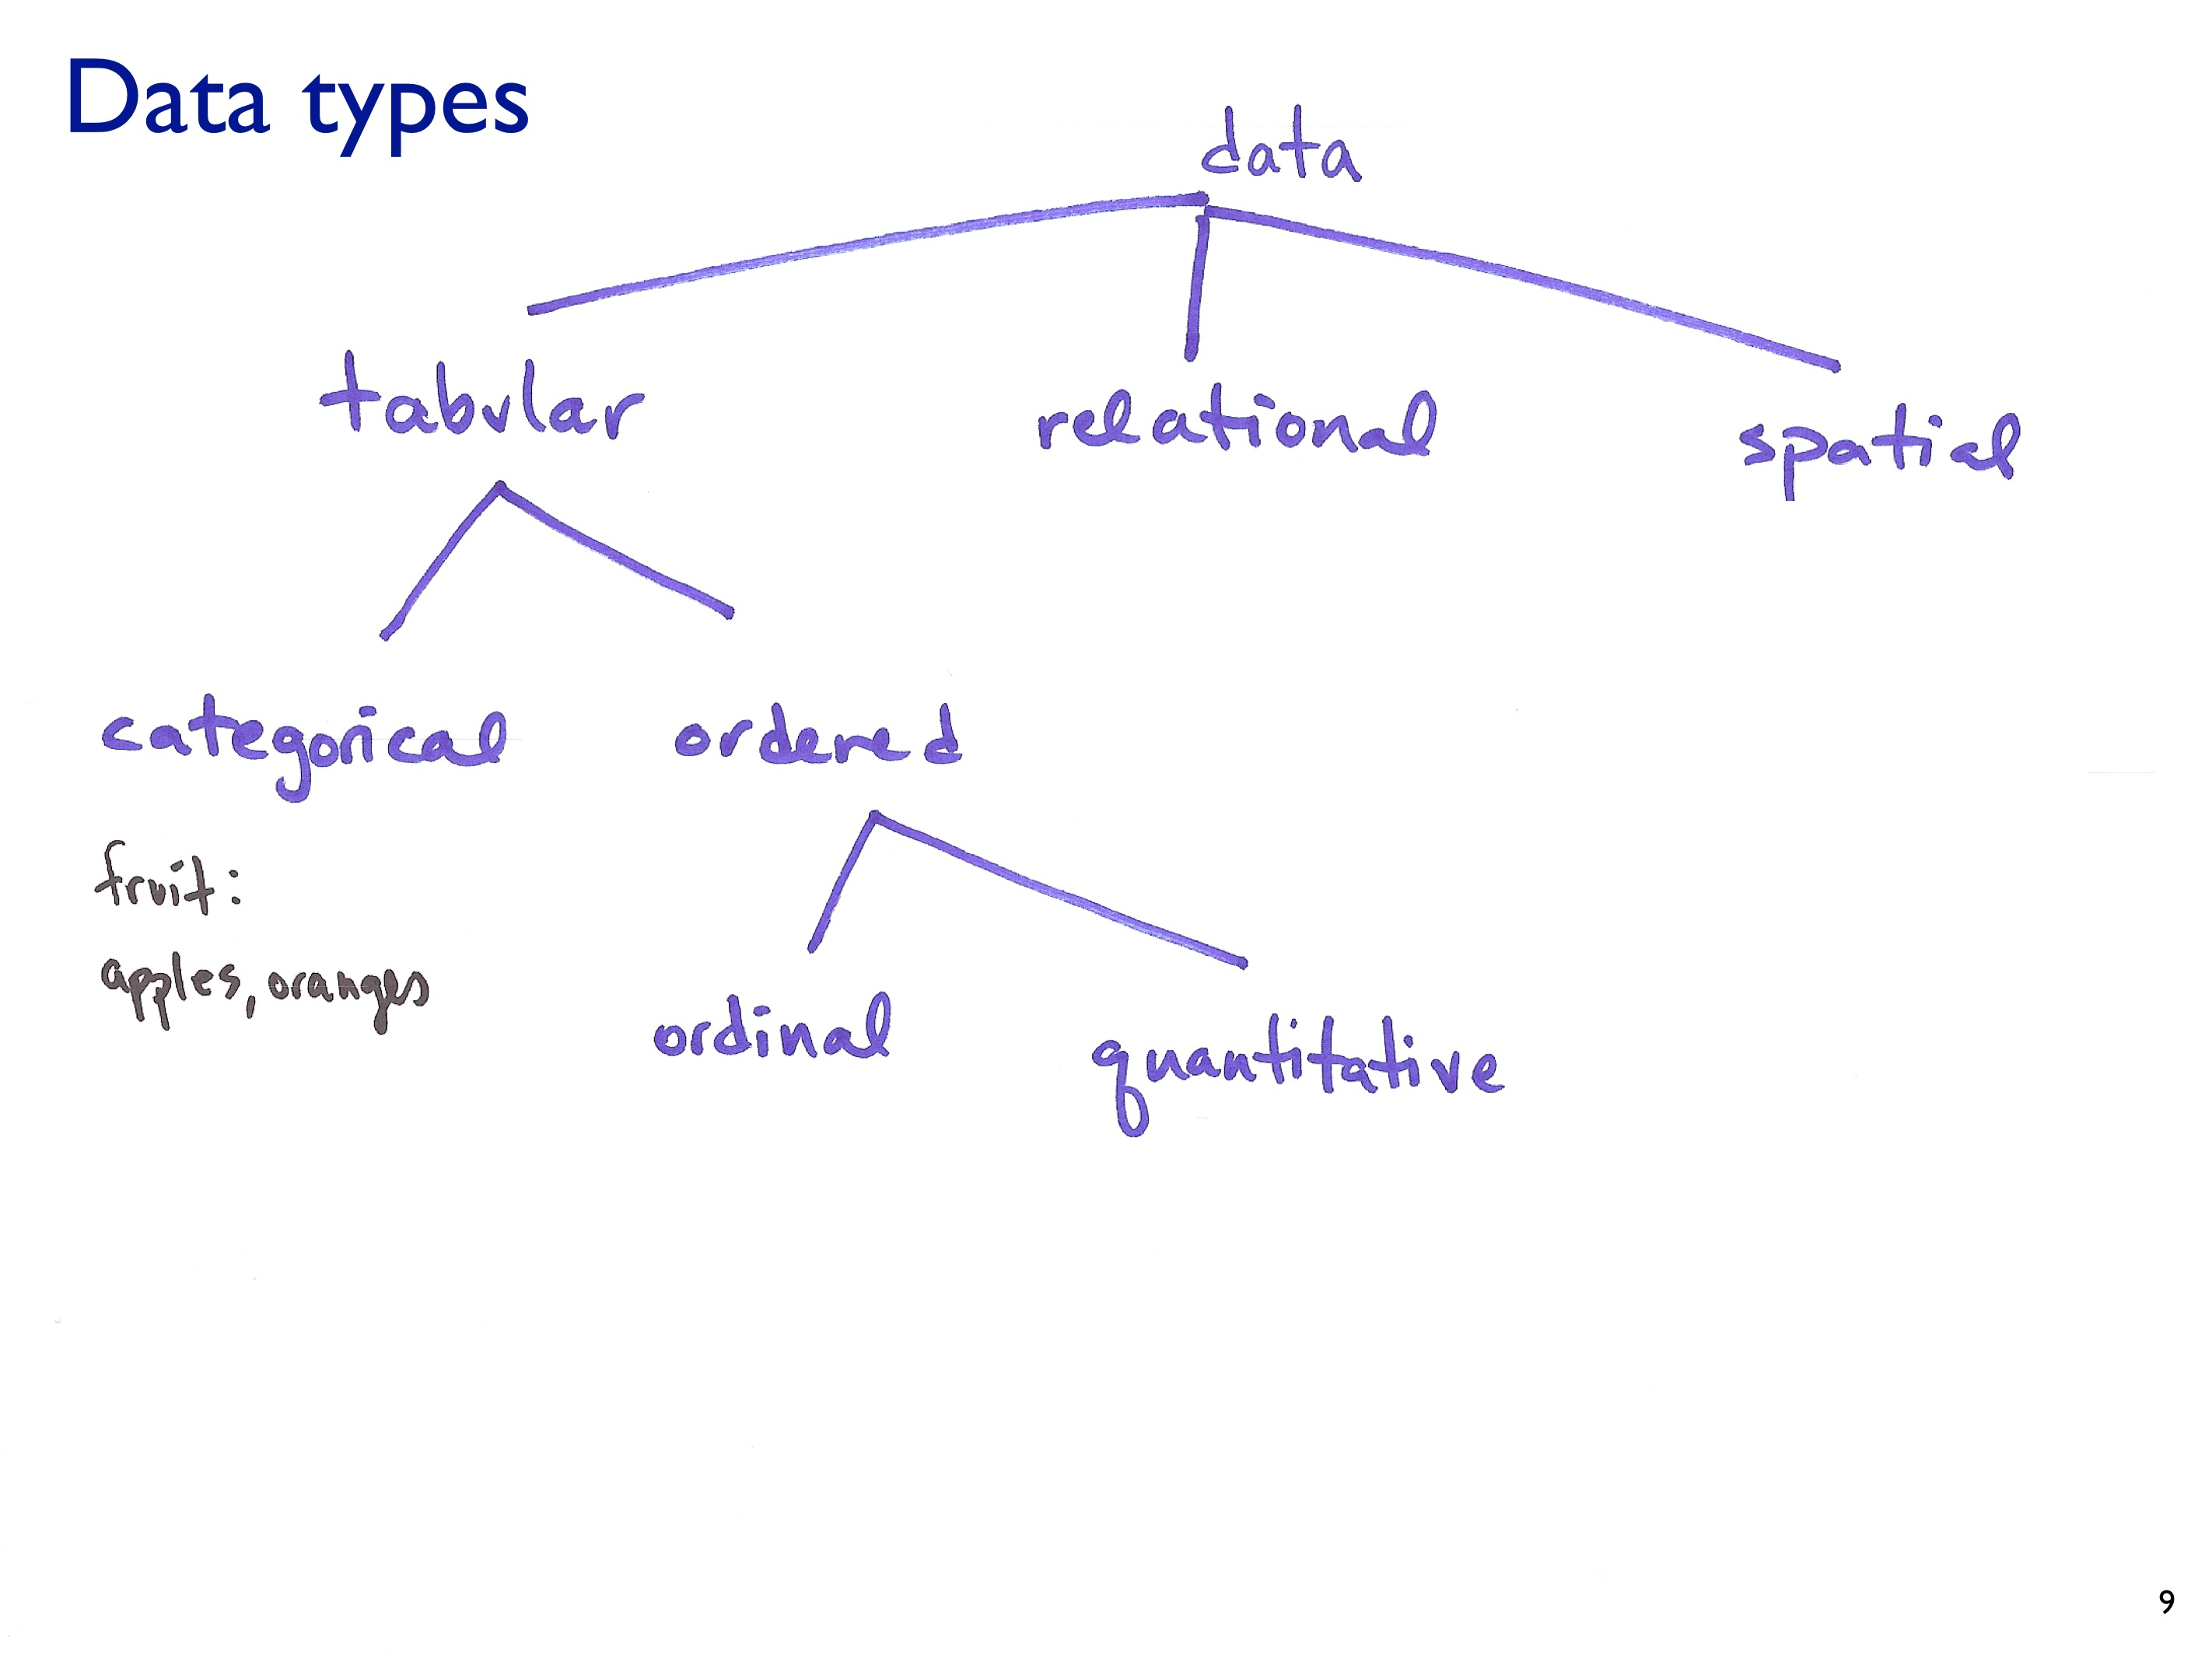 Data types
data
tabular
relational
spatial
categorical
ordered
fruit:
apples, oranges
ordinal
quantitative
9